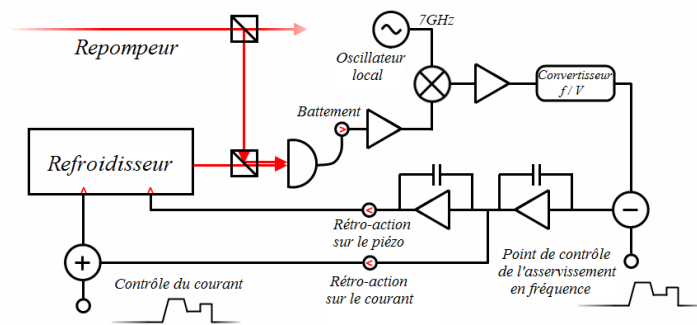 7GHz
Repompeur
Oscillateur
local
Convertisseur
f / V
Battement
Refroidisseur
Rétro-action
sur le piézo
Point de contrôle
de l'asservissement
en fréquence
Contrôle du courant
Rétro-action
sur le courant